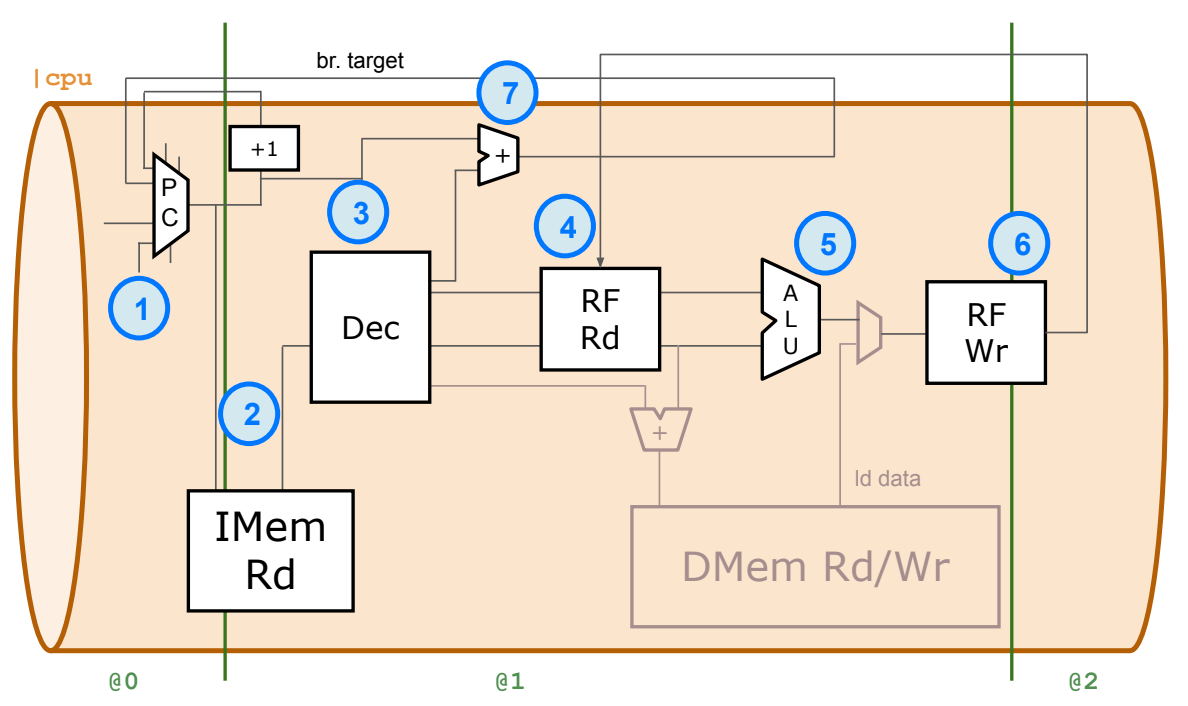 br. target
|cpu
7
+1
+
P
C
3
4
5
6
1
A
L
U
RF
Rd
Dec
RF
Wr
2
+
ld data
IMem
Rd
DMem Rd/Wr
@0
@1
@2